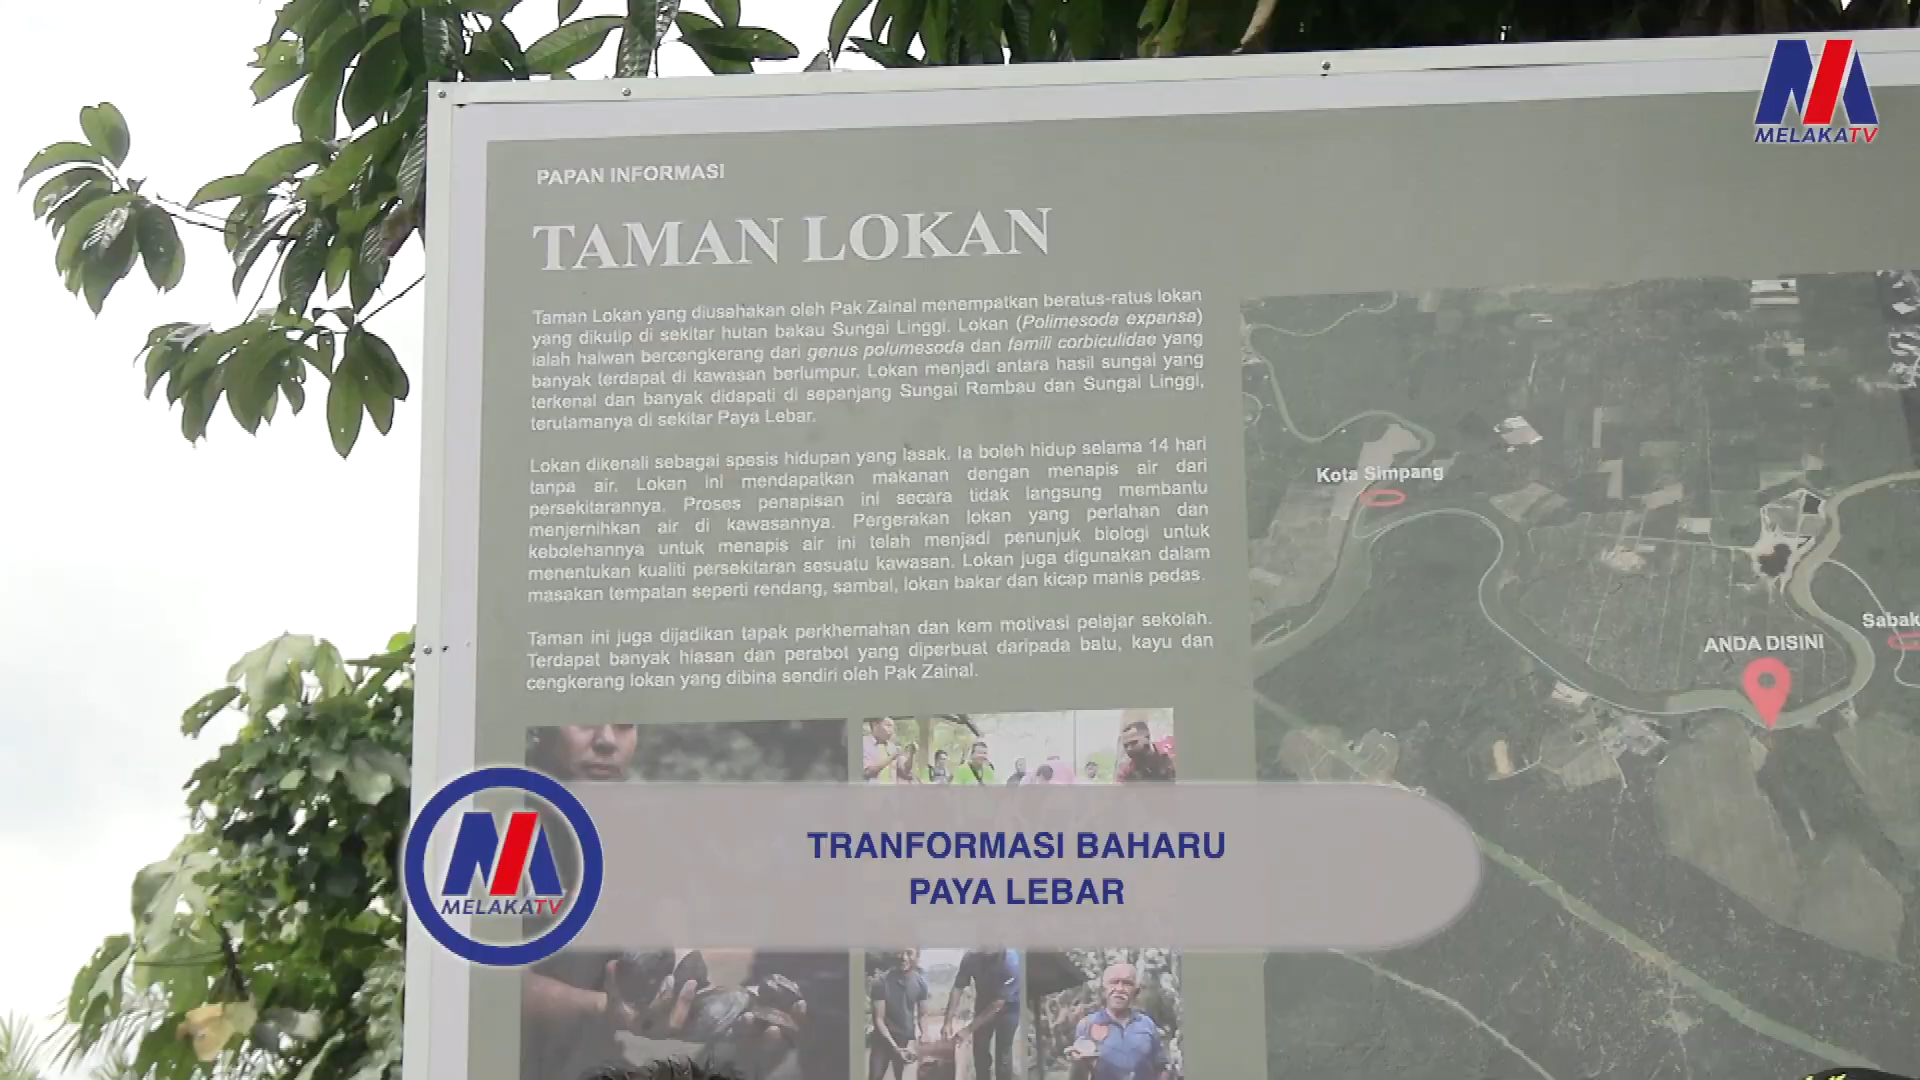 MELAKATV
PAPAN INFORMASI
TAMAN LOKAN
Taman Lokan yang diusahakan oleh Pak Zainal menempatkan beratus-ratus lokan
yang dikutip di sekitar hutan bakau Sungai Linggi. Lokan (Polimesoda expansa)
ialah haiwan bercengkerang dari genus polumesoda dan famili corbiculidae yang
banyak terdapat di kawasan berlumpur. Lokan menjadi antara hasil sungai yang
terkenal dan banyak didapati di sepanjang Sungai Rembau dan Sungai Linggi,
terutamanya di sekitar Paya Lebar.
Lokan dikenali sebagai spesis hidupan yang lasak. Ia boleh hidup selama 14 hari
tanpa air. Lokan ini mendapatkan makanan dengan menapis air dari
persekitarannya. Proses penapisan ini secara tidak langsung membantu
menjernihkan air di kawasannya. Pergerakan lokan yang perlahan dan
kebolehannya untuk menapis air ini telah menjadi penunjuk biologi untuk
menentukan kualiti persekitaran sesuatu kawasan. Lokan juga digunakan dalam
masakan tempatan seperti rendang, sambal, lokan bakar dan kicap manis pedas.
Taman ini juga dijadikan tapak perkhemahan dan kem motivasi pelajar sekolah.
Terdapat banyak hiasan dan perabot yang diperbuat daripada batu, kayu dan
cengkerang lokan yang dibina sendiri oleh Pak Zainal.
Kota Simpang
Sabak
ANDA DISINI
MELAKATV
TRANFORMASI BAHARU
PAYA LEBAR